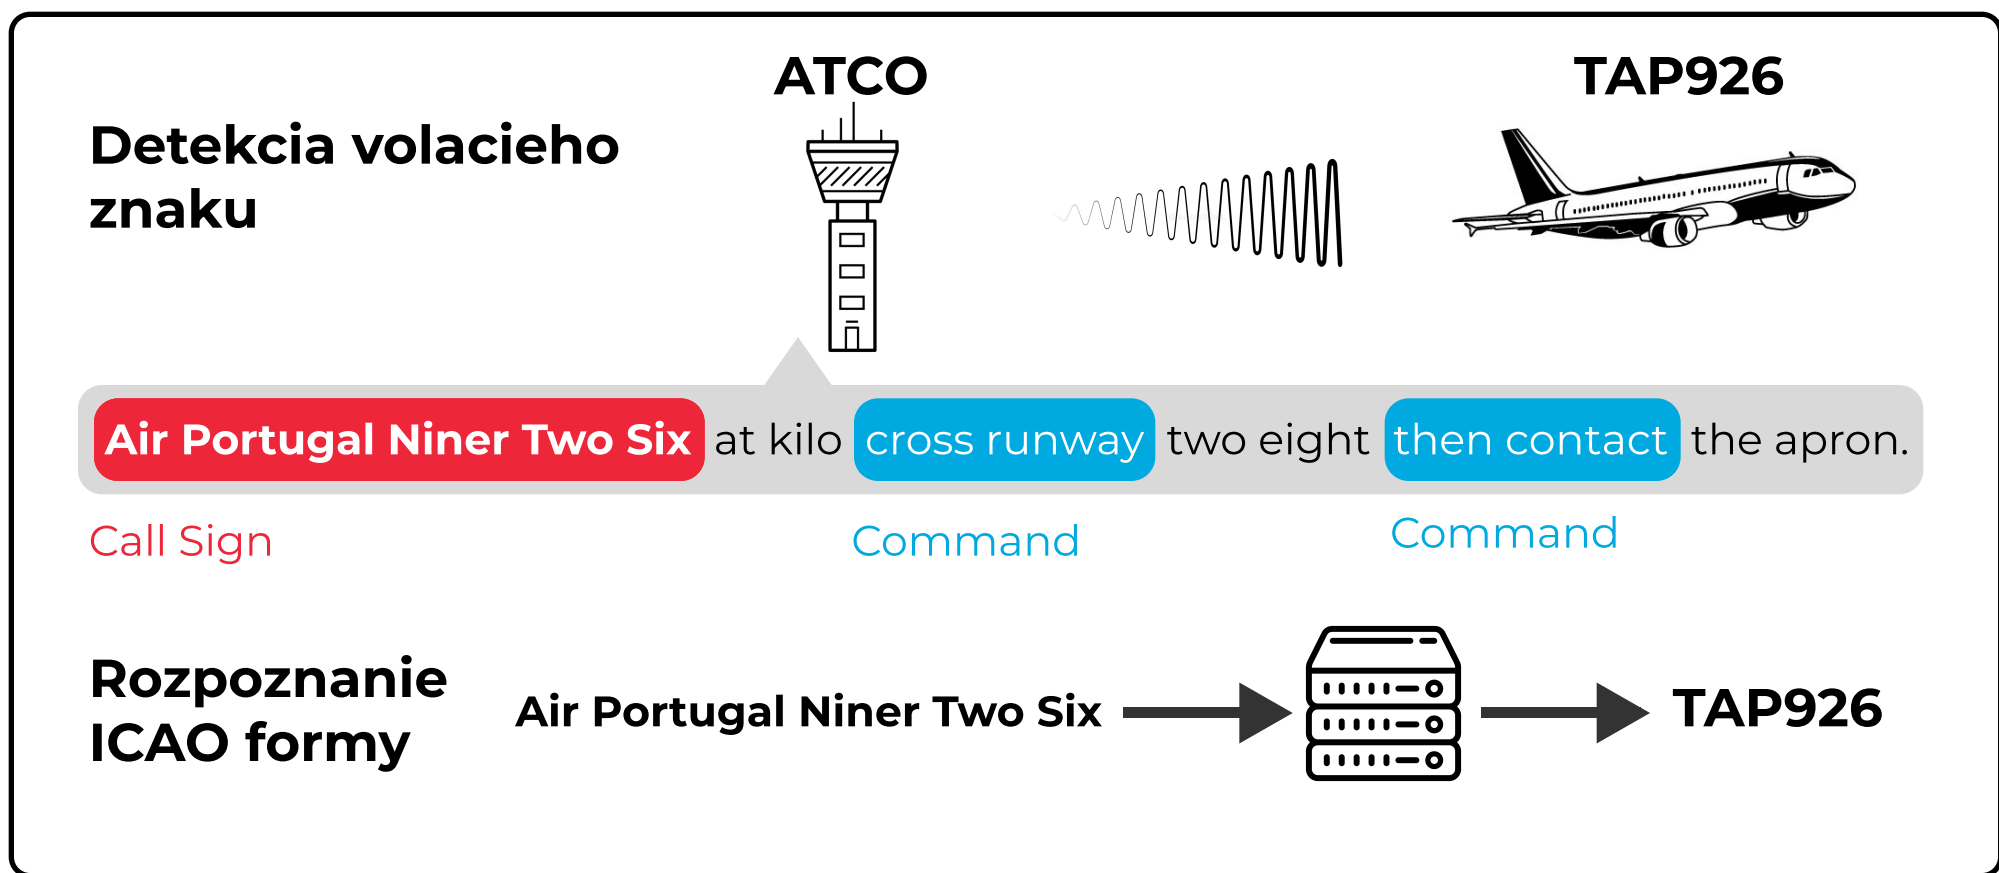 ATCO
TAP926
Detekcia volacieho
znaku
Air Portugal Niner Two Six at kilo cross runway two eight then contact the apron.
Call Sign
Command
Command
Rozpoznanie
ICAO formy
Air Portugal Niner Two Six
TAP926